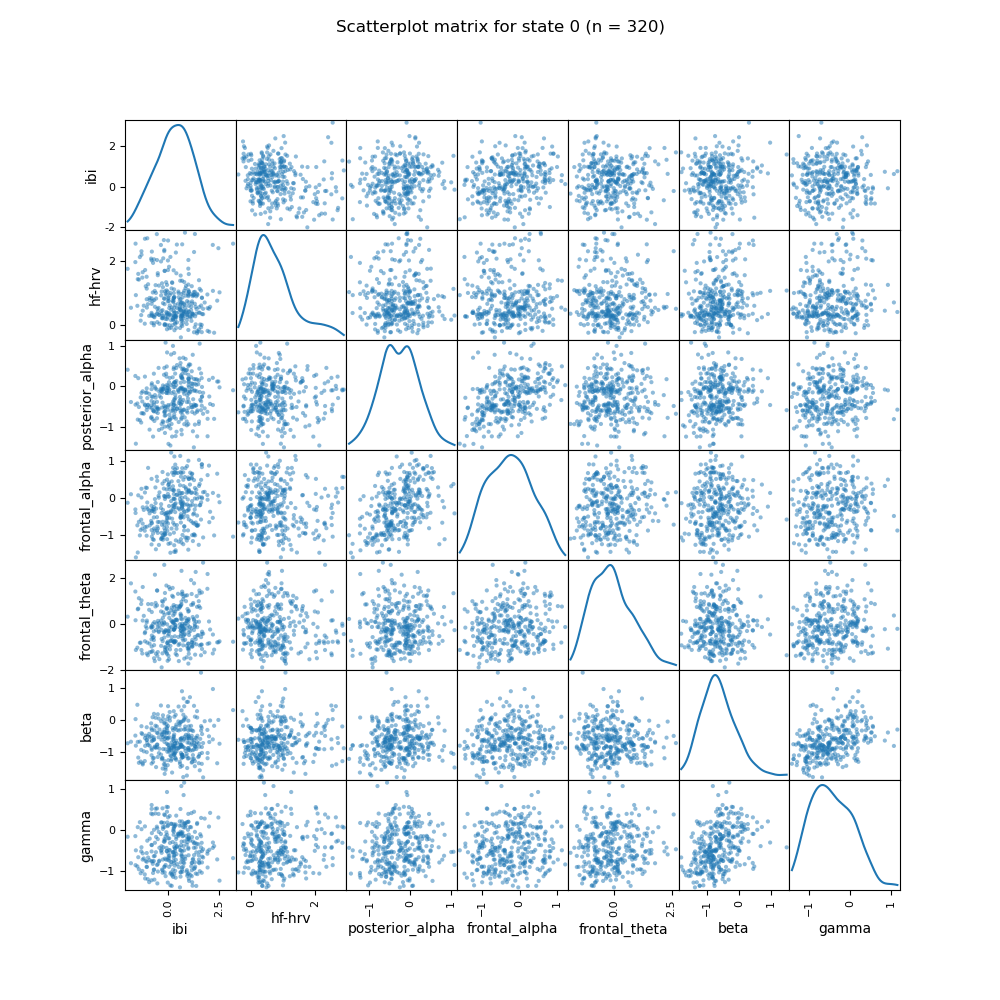 Scatterplot matrix for state 0 (n = 320)
ibi
2
0
−2
hf-hrv
2
0
posterior_alpha
1
0
−1
frontal_alpha
1
0
−1
frontal_theta
2
0
−2
beta
1
0
−1
gamma
1
0
−1
0.0 2.5 0 2 −1 0 1 −1 0 1 0.0 2.5 −1 0 1 −1 0 1
ibi hf-hrv posterior_alpha frontal_alpha frontal_theta beta gamma